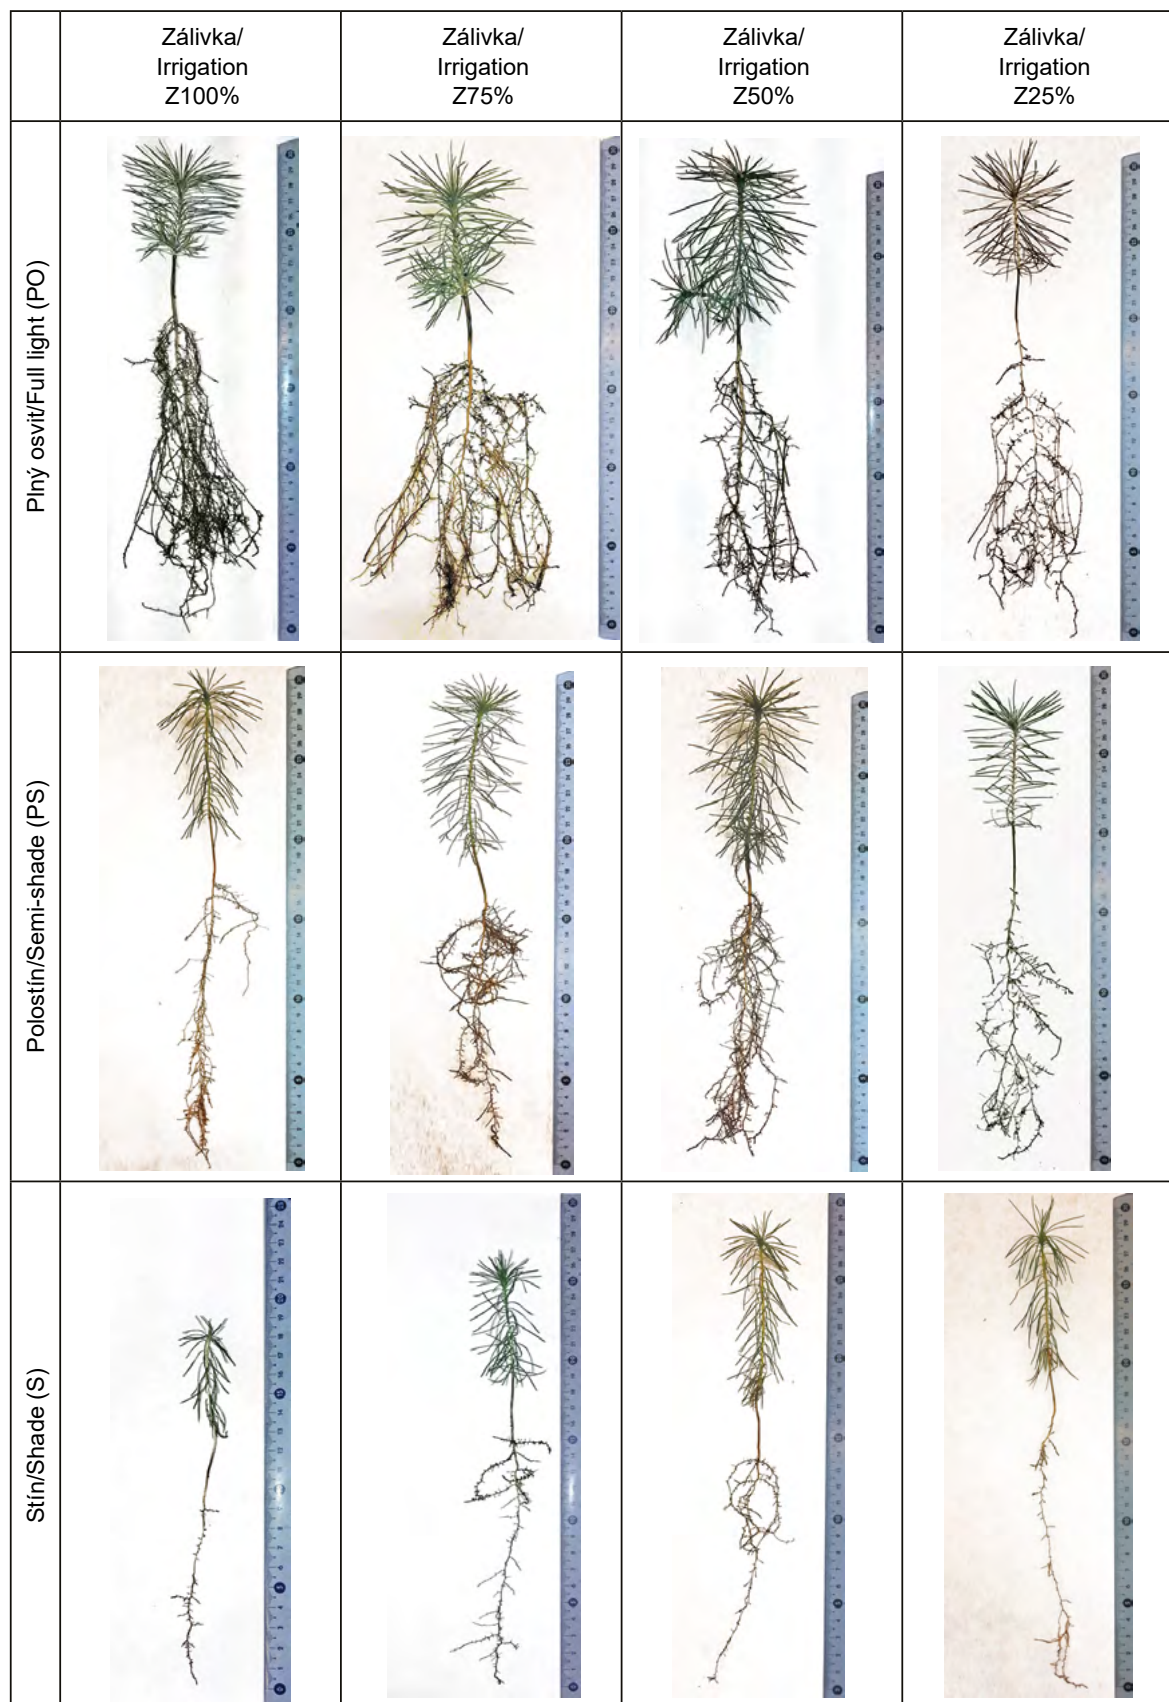 Zálivka/
Irrigation
Z100%
Zálivka/
Irrigation
Z75%
Zálivka/
Irrigation
Z50%
Zálivka/
Irrigation
Z25%
Plný osvit/Full light (PO)
Polostín/Semi-shade (PS)
Stín/Shade (S)